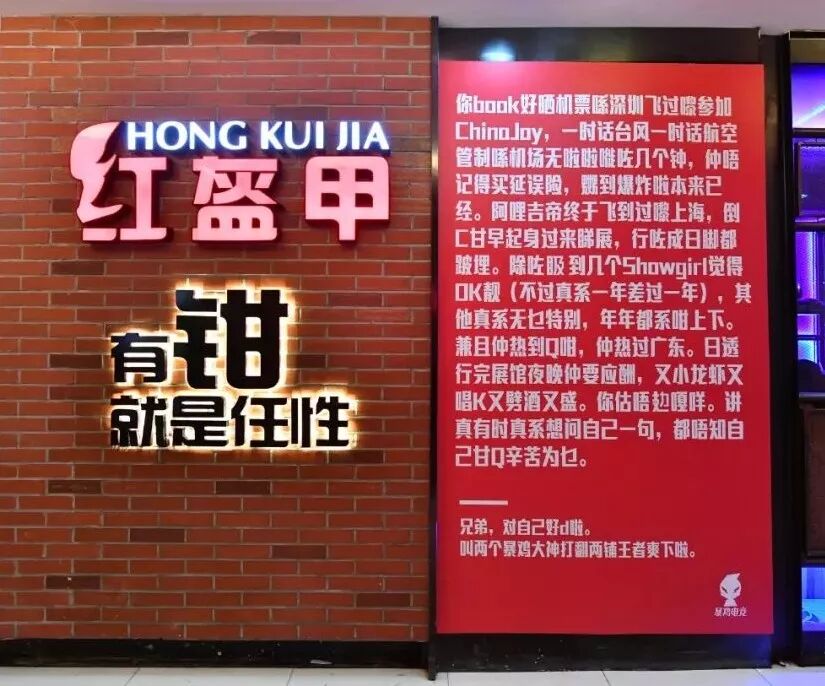 HONG KUI JIA
红盔甲
有钳
就是任性
你book好晒机票喺深圳飞过嚟参加
ChinaJoy，一时话台风一时话航空
管制喺机场无啦啦嘥咗几个钟，仲唔
记得买延误险，嬲到爆炸啦本来已
经。阿哩吉帝终于飞到过嚟上海，倒
C甘早起身过来睇展，行咗成日脚都
跛埋。除咗眼到几个Showgirl觉得
OK靓（不过真系一年差过一年），其
他真系无乜特别，年年都系咁上下。
兼且仲热到Q咁，仲热过广东。日透
行完展馆夜晚仲要应酬，又小龙虾又
唱K又劈酒又盛。你估唔攰嘎咩。讲
真有时真系想问自己一句，都唔知自
己甘Q辛苦为乜。
兄弟，对自己好d啦。
叫两个暴鸡大神打翻两铺王者爽下啦。
暴鸡电竞